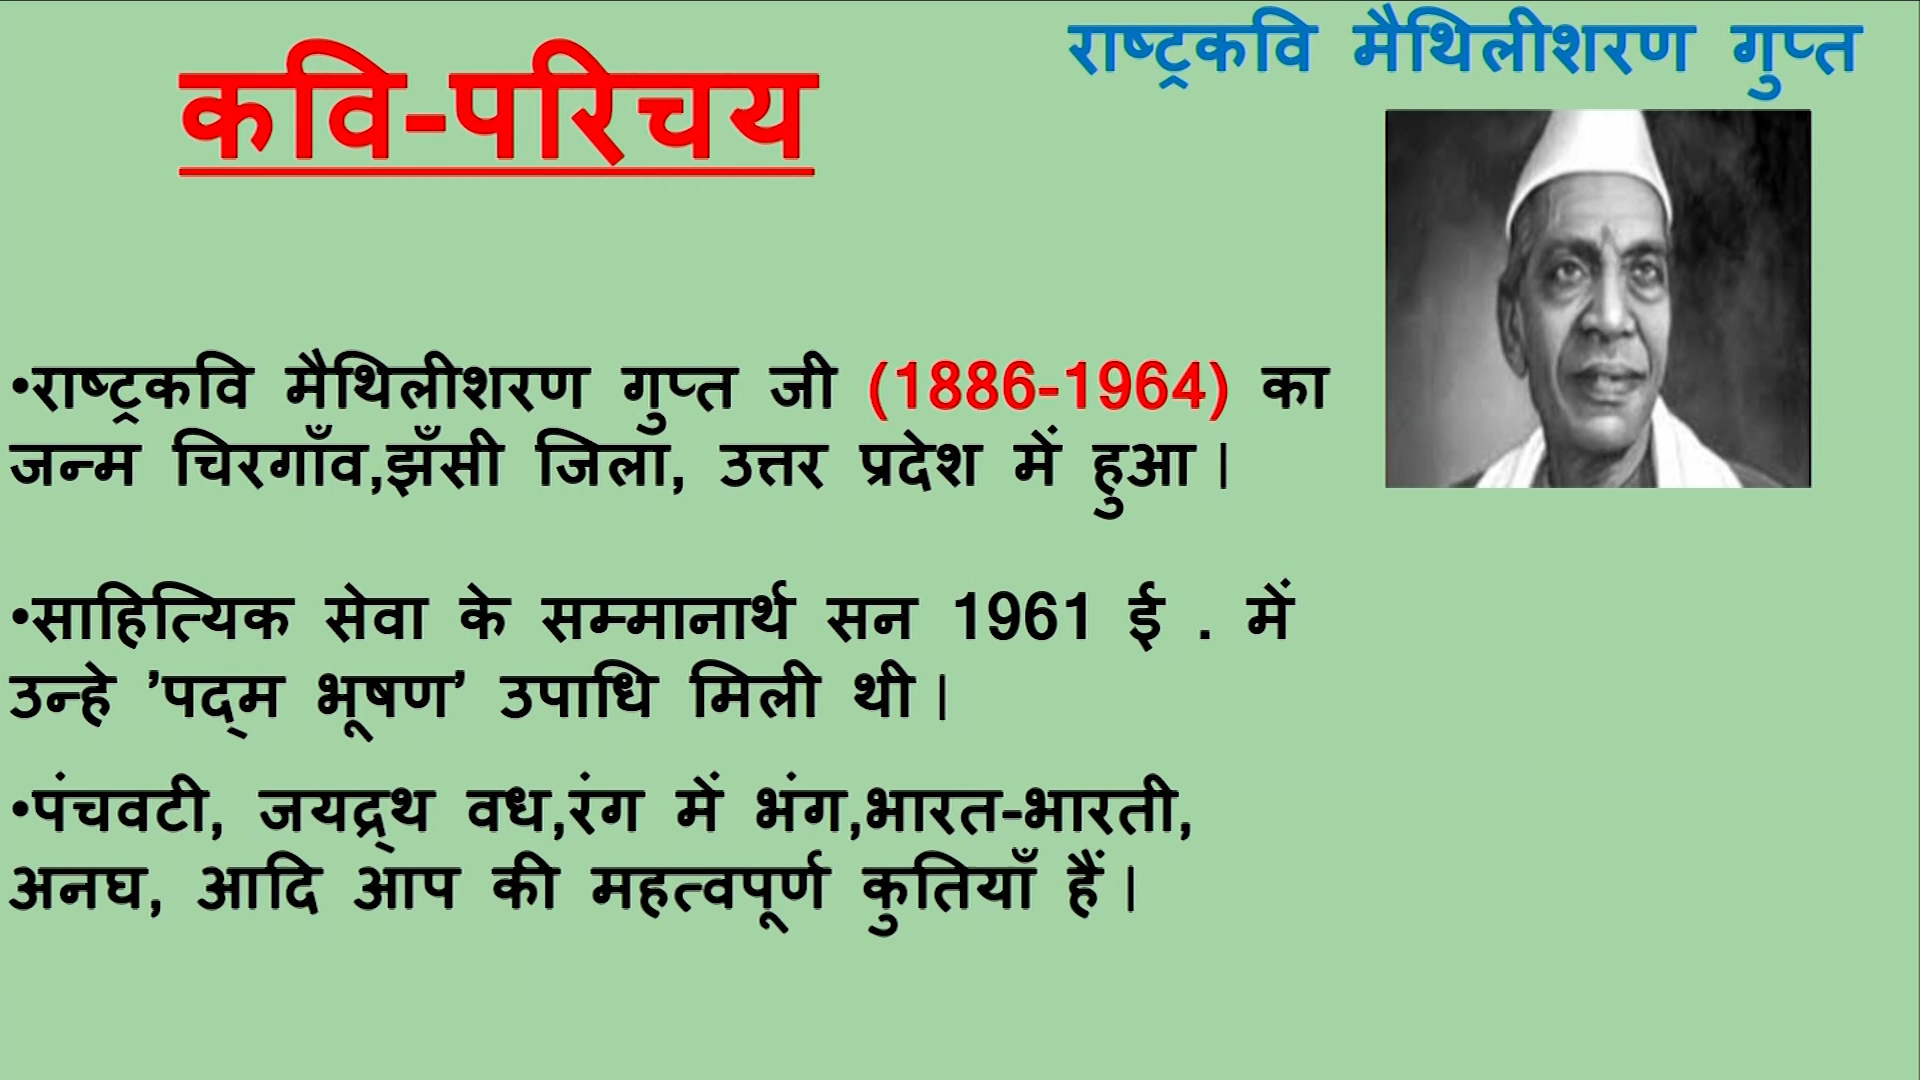 राष्ट्रकवि मैथिलीशरण गुप्त
कवि-परिचय
•राष्ट्रकवि मैथिलीशरण गुप्त जी (1886-1964) का
जन्म चिरगाँव,झँसी जिला, उत्तर प्रदेश में हुआ |
•साहित्यिक सेवा के सम्मानार्थ सन 1961 ई . में
उन्हे ’पद्‌म भूषण’ उपाधि मिली थी |
•पंचवटी, जयद्र्थ वध,रंग में भंग,भारत-भारती,
अनघ, आदि आप की महत्वपूर्ण कुतियाँ हैं |